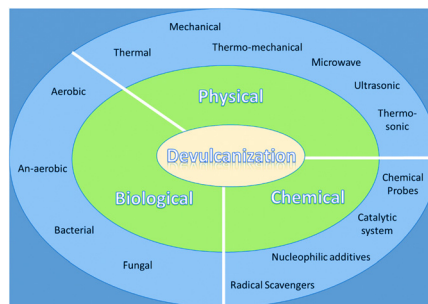 Mechanical
Thermal
Thermo-mechanical
Microwave
Ultrasonic
Thermo-
sonic
Aerobic
Physical
Devulcanization
An-aerobic
Biological
Chemical
Chemical
Probes
Catalytic
system
Bacterial
Nucleophilic additives
Fungal
Radical Scavengers